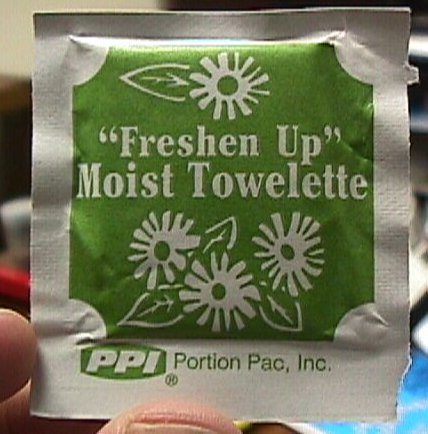 “Freshen Up”
Moist Towelette
PPI® Portion Pac, Inc.